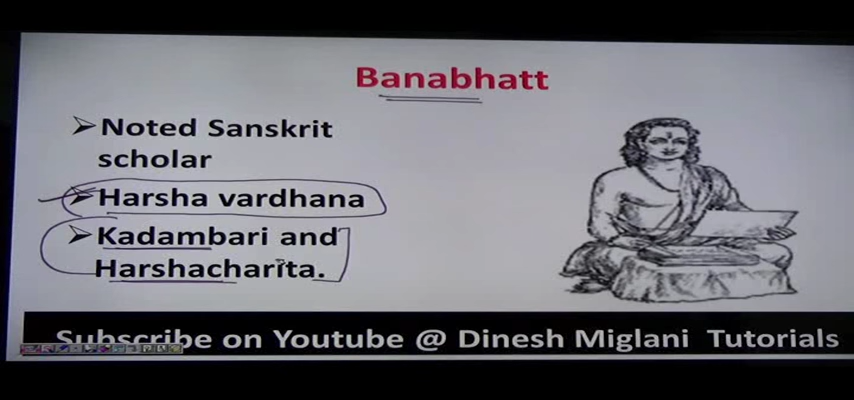 Banabhatt
➢Noted Sanskrit
scholar
➢Harsha vardhana
➢Kadambari and
Harshacharita.
Subscribe on Youtube @ Dinesh Miglani Tutorials